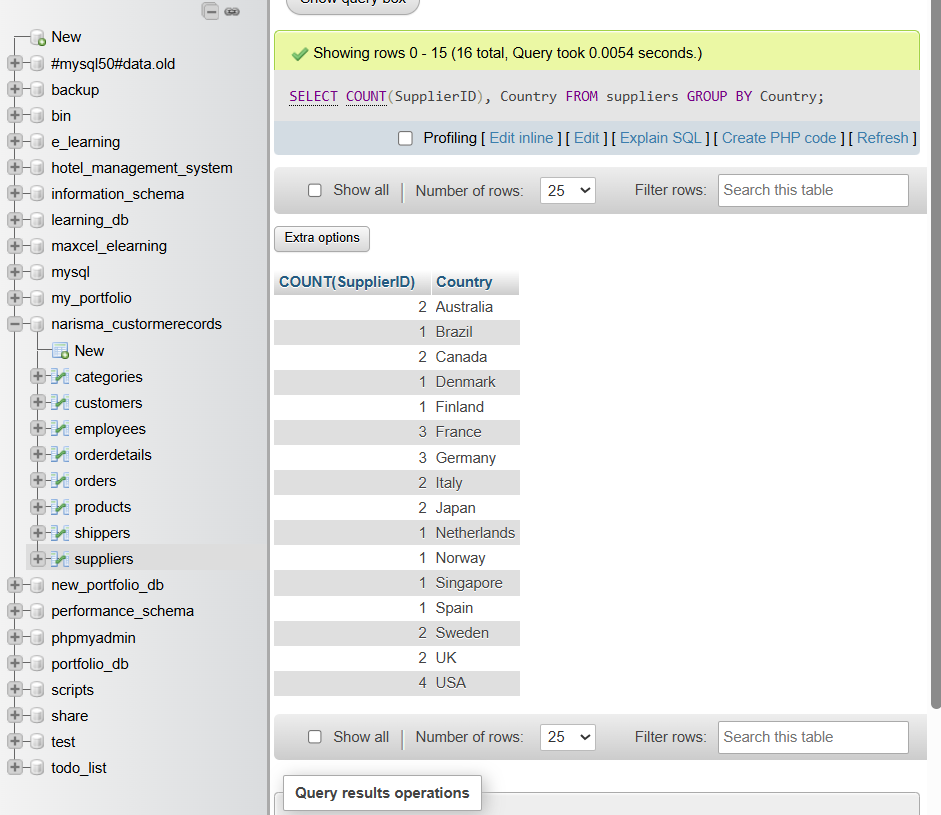 New
#mysql50#data.old
backup
bin
e_learning
hotel_management_system
information_schema
learning_db
maxcel_elearning
mysql
my_portfolio
narisma_custormerecords
New
categories
customers
employees
orderdetails
orders
products
shippers
suppliers
new_portfolio_db
performance_schema
phpmyadmin
portfolio_db
scripts
share
test
todo_list
Show query box
Showing rows 0 - 15 (16 total, Query took 0.0054 seconds.)
SELECT COUNT(SupplierID), Country FROM suppliers GROUP BY Country;
Profiling [ Edit inline ] [ Edit ] [ Explain SQL ] [ Create PHP code ] [ Refresh ]
Show all | Number of rows: 25 Filter rows: Search this table
Extra options
COUNT(SupplierID) Country
2 Australia
1 Brazil
2 Canada
1 Denmark
1 Finland
3 France
3 Germany
2 Italy
2 Japan
1 Netherlands
1 Norway
1 Singapore
1 Spain
2 Sweden
2 UK
4 USA
Show all | Number of rows: 25 Filter rows: Search this table
Query results operations